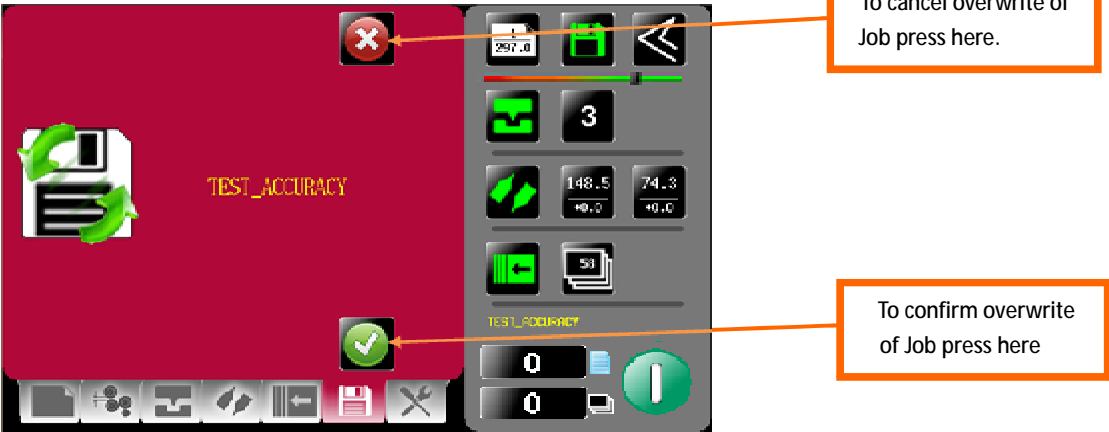 To cancel overwrite of
Job press here.
297.0
3
TEST_ACCURACY
148.5
+0.0
74.3
+0.0
53
TEST_ACCURACY
To confirm overwrite
of Job press here
0
0